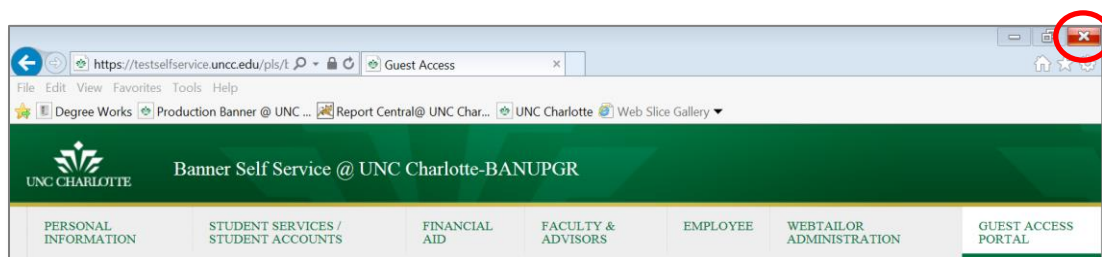 https://testselfservice.uncc.edu/pls/t
Guest Access
File Edit View Favorites Tools Help
Degree Works Production Banner @ UNC ... Report Central@ UNC Char... UNC Charlotte Web Slice Gallery
UNC CHARLOTTE
Banner Self Service @ UNC Charlotte-BANUPGR
PERSONAL INFORMATION
STUDENT SERVICES / STUDENT ACCOUNTS
FINANCIAL AID
FACULTY & ADVISORS
EMPLOYEE
WEBTAILOR ADMINISTRATION
GUEST ACCESS PORTAL